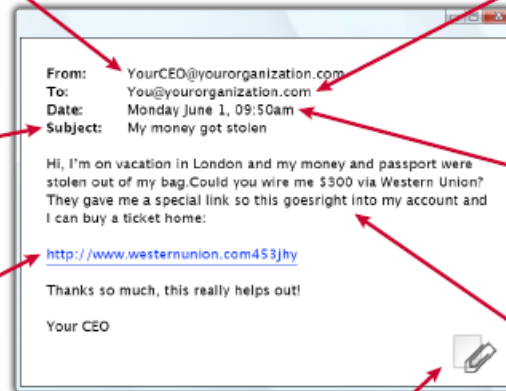 From: YourCEO@yourorganization.com
To: You@yourorganization.com
Date: Monday June 1, 09:50am
Subject: My money got stolen
Hi, I'm on vacation in London and my money and passport were
stolen out of my bag.Could you wire me $300 via Western Union?
They gave me a special link so this goesright into my account and
I can buy a ticket home:
http://www.westernunion.com453jhy
Thanks so much, this really helps out!
Your CEO